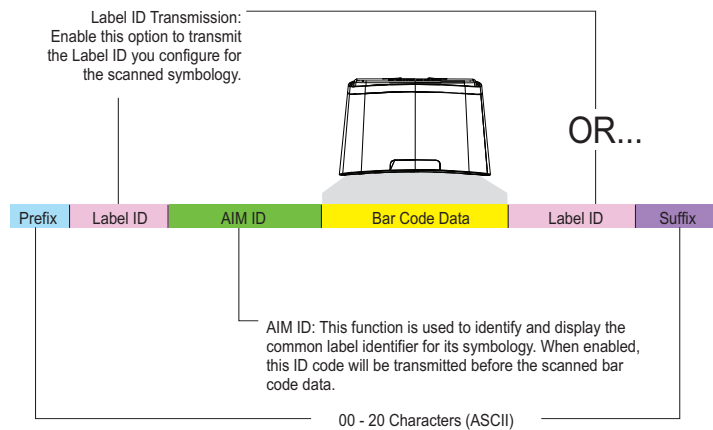 Label ID Transmission:
Enable this option to transmit
the Label ID you configure for
the scanned symbology.
OR...
Prefix
Label ID
AIM ID
Bar Code Data
Label ID
Suffix
AIM ID: This function is used to identify and display the
common label identifier for its symbology. When enabled,
this ID code will be transmitted before the scanned bar
code data.
00 - 20 Characters (ASCII)